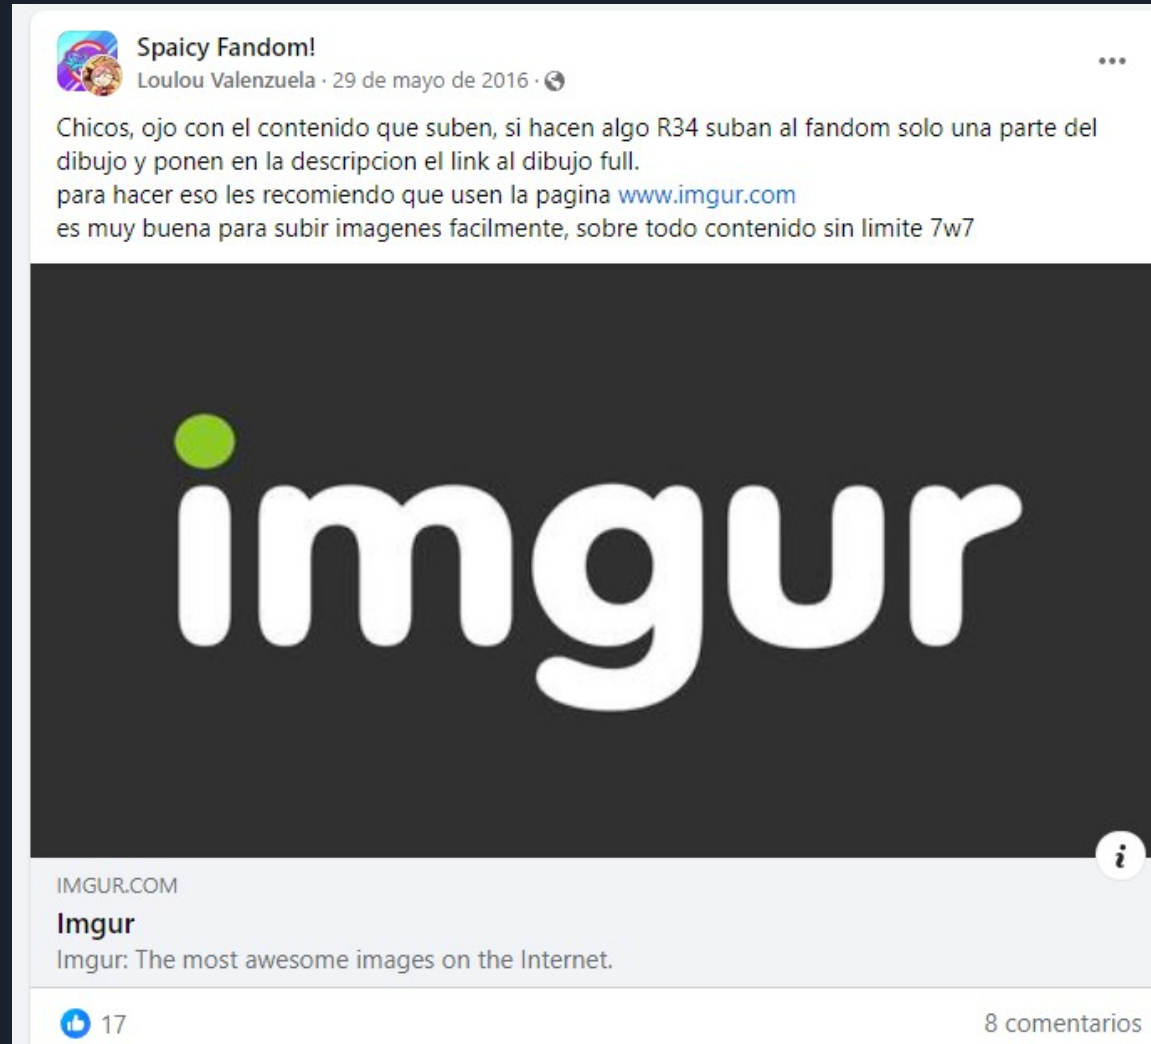 Spaicy Fandom!
Loulou Valenzuela · 29 de mayo de 2016 ·
Chicos, ojo con el contenido que suben, si hacen algo R34 suban al fandom solo una parte del
dibujo y ponen en la descripcion el link al dibujo full.
para hacer eso les recomiendo que usen la pagina www.imgur.com
es muy buena para subir imagenes facilmente, sobre todo contenido sin limite 7w7
imgur
i
IMGUR.COM
Imgur
Imgur: The most awesome images on the Internet.
17
8 comentarios